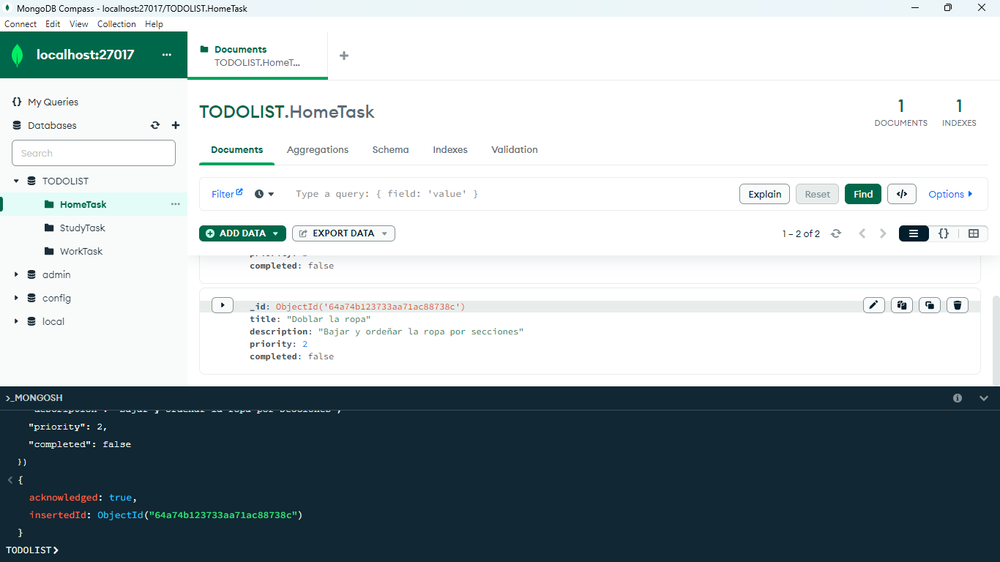 MongoDB Compass - localhost:27017/TODOLIST.HomeTask
Connect Edit View Collection Help
localhost:27017 ...
Documents
TODOLIST.HomeT...
My Queries
Databases
Search
TODOLIST
HomeTask
StudyTask
WorkTask
admin
config
local
TODOLIST.HomeTask
1
DOCUMENTS
1
INDEXES
Documents Aggregations Schema Indexes Validation
Filter Type a query: { field: 'value' } Explain Reset Find </> Options
ADD DATA EXPORT DATA 1 – 2 of 2 {}
completed: false
_id: ObjectId('64a74b123733aa71ac88738c')
title: "Doblar la ropa"
description: "Bajar y ordeñar la ropa por secciones"
priority: 2
completed: false
>_MONGOSH
"priority": 2,
"completed": false
})
< {
acknowledged: true,
insertedId: ObjectId("64a74b123733aa71ac88738c")
}
TODOLIST>